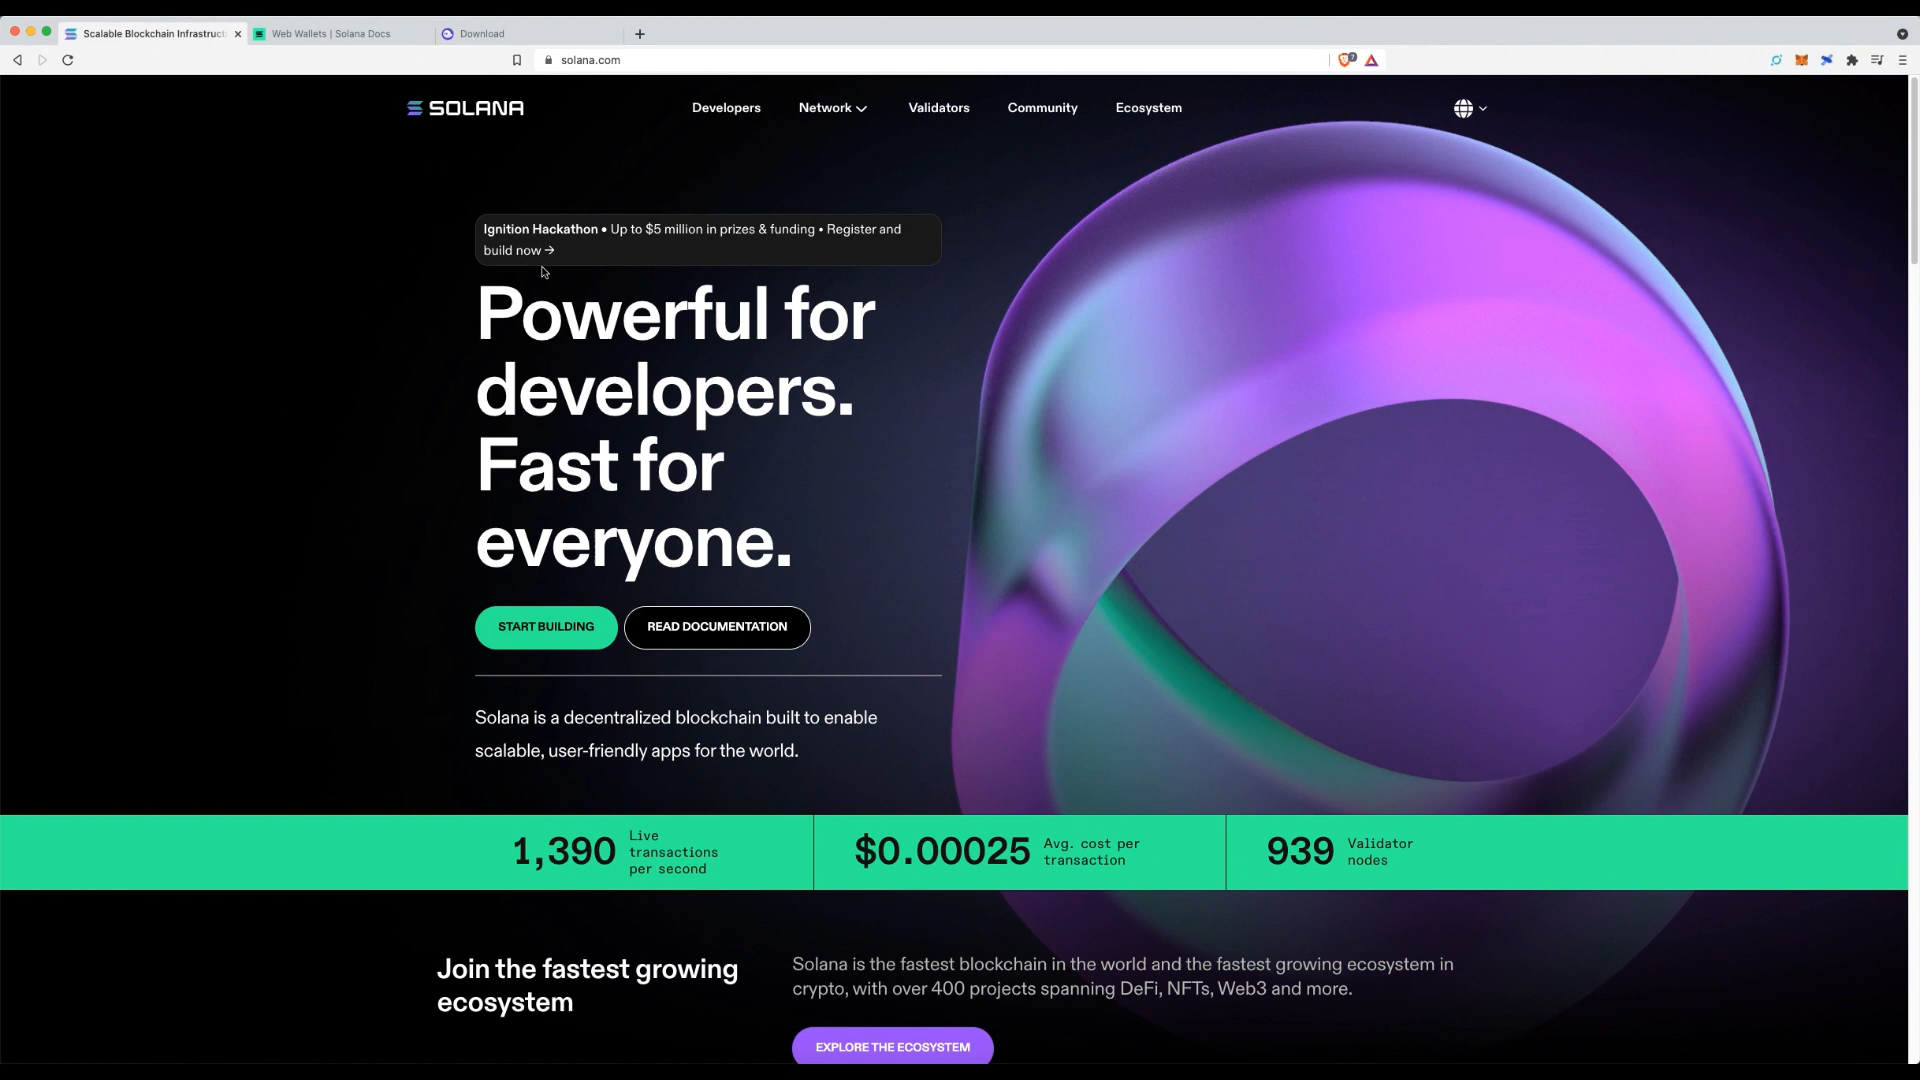 Scalable Blockchain Infrastruct
Web Wallets | Solana Docs
Download
solana.com
SOLANA
Developers
Network
Validators
Community
Ecosystem
Ignition Hackathon • Up to $5 million in prizes & funding • Register and
build now →
Powerful for
developers.
Fast for
everyone.
START BUILDING
READ DOCUMENTATION
Solana is a decentralized blockchain built to enable
scalable, user-friendly apps for the world.
1,390
Live
transactions
per second
$0.00025
Avg. cost per
transaction
939
Validator
nodes
Join the fastest growing
ecosystem
Solana is the fastest blockchain in the world and the fastest growing ecosystem in
crypto, with over 400 projects spanning DeFi, NFTs, Web3 and more.
EXPLORE THE ECOSYSTEM